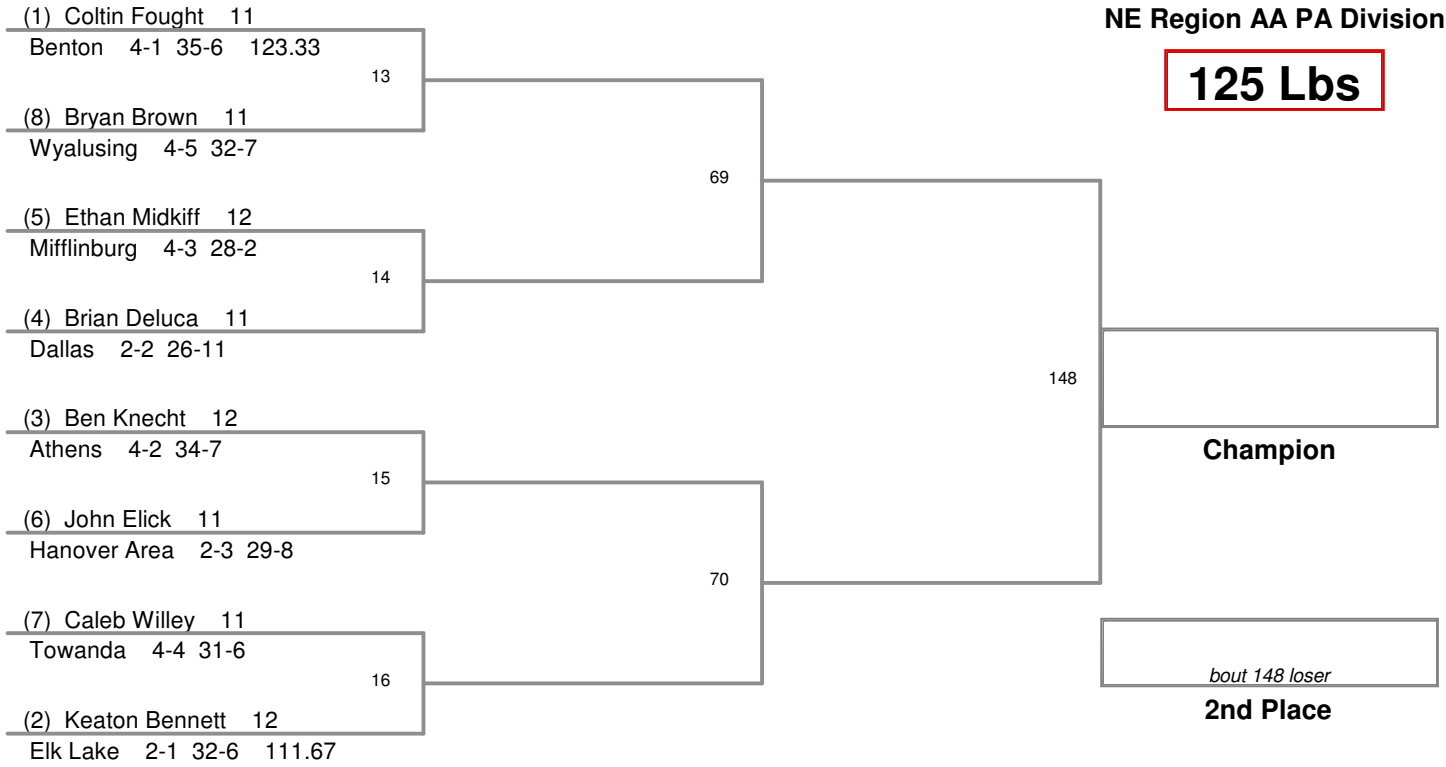 NE Region AA PA Division
125 Lbs
(1) Coltin Fought 11
Benton 4-1 35-6 123.33
13
(8) Bryan Brown 11
Wyalusing 4-5 32-7
69
(5) Ethan Midkiff 12
Mifflinburg 4-3 28-2
14
(4) Brian Deluca 11
Dallas 2-2 26-11
148
(3) Ben Knecht 12
Athens 4-2 34-7
Champion
15
(6) John Elick 11
Hanover Area 2-3 29-8
70
(7) Caleb Willey 11
Towanda 4-4 31-6
16
bout 148 loser
2nd Place
(2) Keaton Bennett 12
Elk Lake 2-1 32-6 111.67